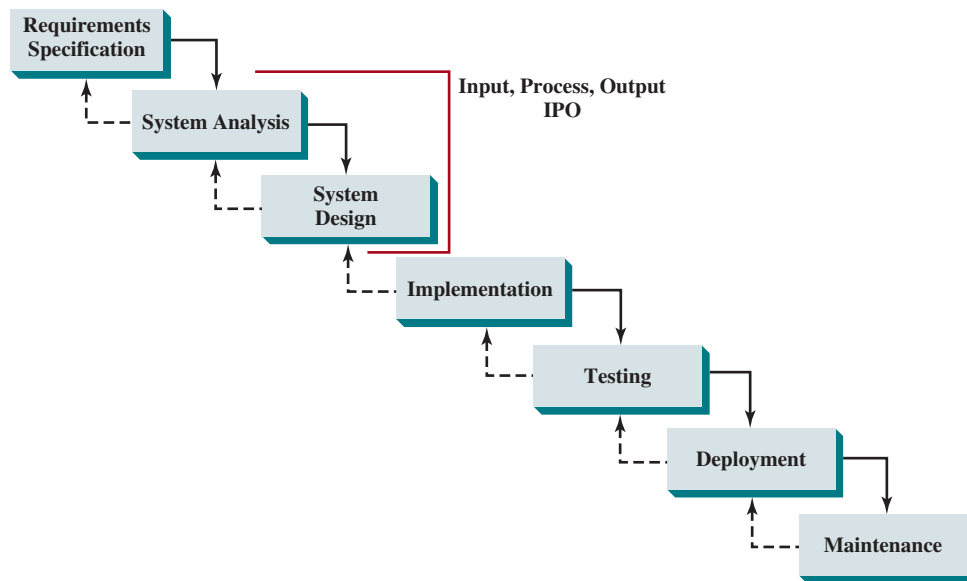 Requirements
Specification
Input, Process, Output
IPO
System Analysis
System
Design
Implementation
Testing
Deployment
Maintenance